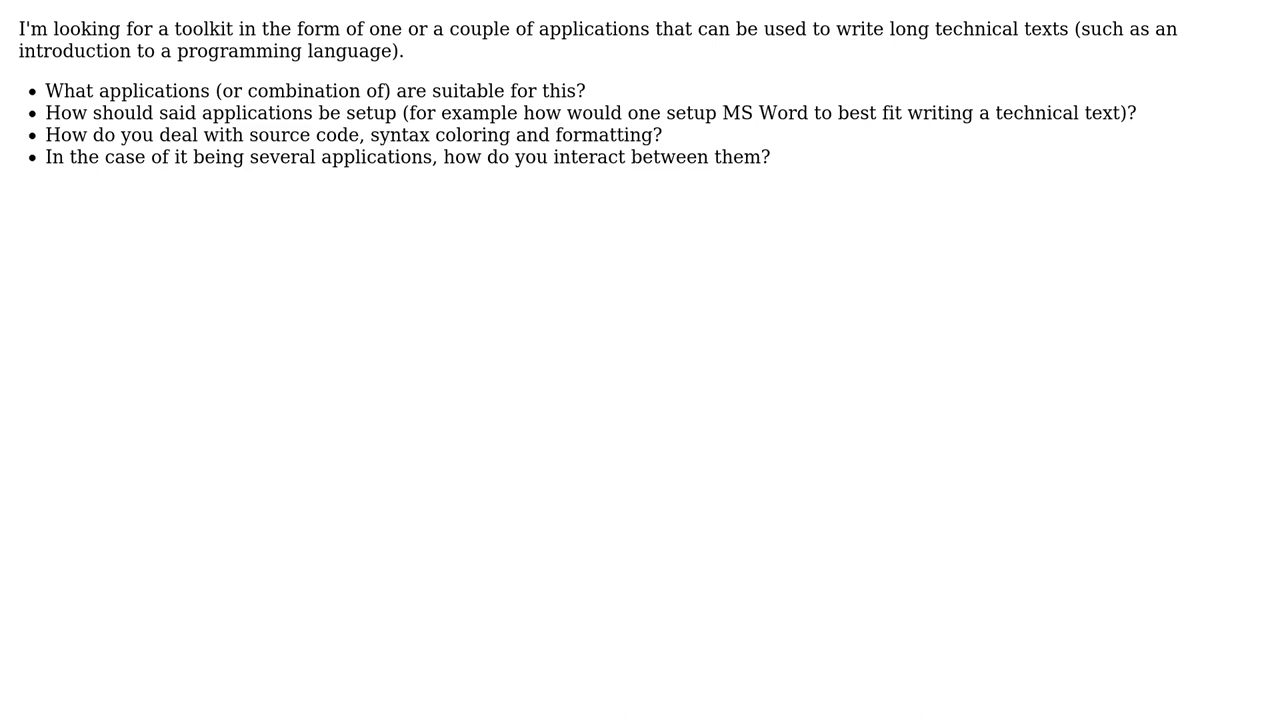 I'm looking for a toolkit in the form of one or a couple of applications that can be used to write long technical texts (such as an
introduction to a programming language).
• What applications (or combination of) are suitable for this?
• How should said applications be setup (for example how would one setup MS Word to best fit writing a technical text)?
• How do you deal with source code, syntax coloring and formatting?
• In the case of it being several applications, how do you interact between them?